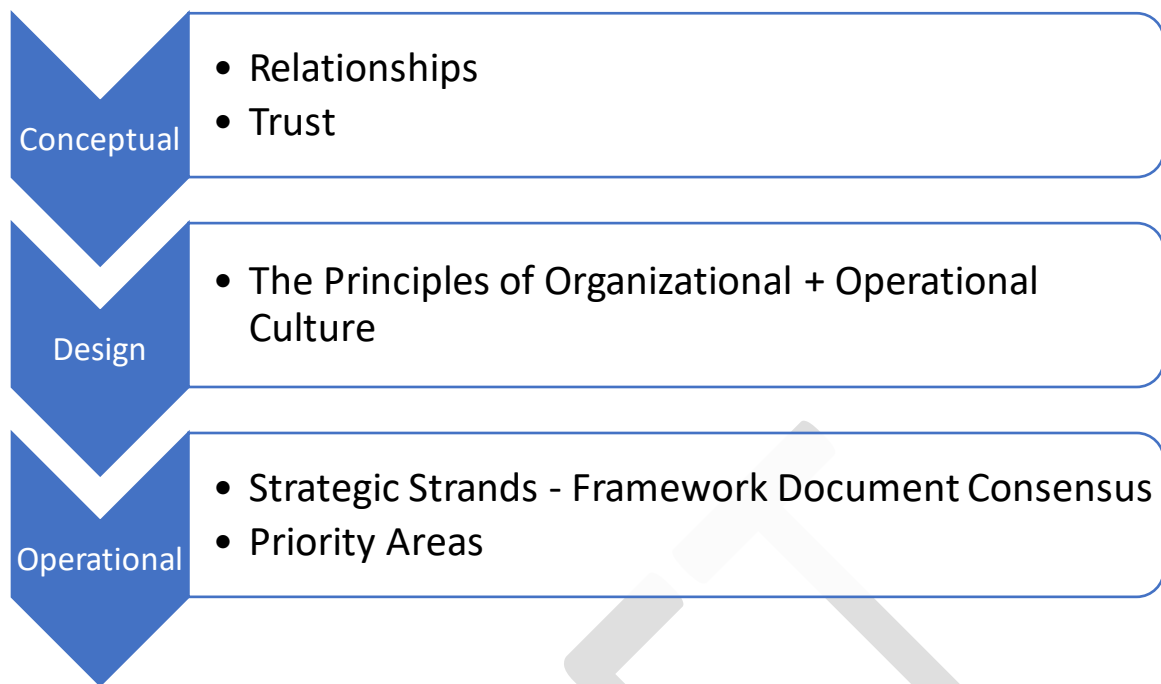 Conceptual
• Relationships
• Trust
Design
• The Principles of Organizational + Operational
Culture
Operational
• Strategic Strands - Framework Document Consensus
• Priority Areas